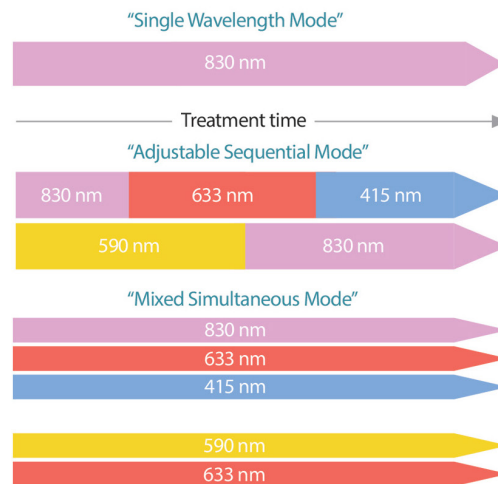 “Single Wavelength Mode”
830 nm
Treatment time
“Adjustable Sequential Mode”
830 nm 633 nm 415 nm
590 nm 830 nm
“Mixed Simultaneous Mode”
830 nm
633 nm
415 nm
590 nm
633 nm